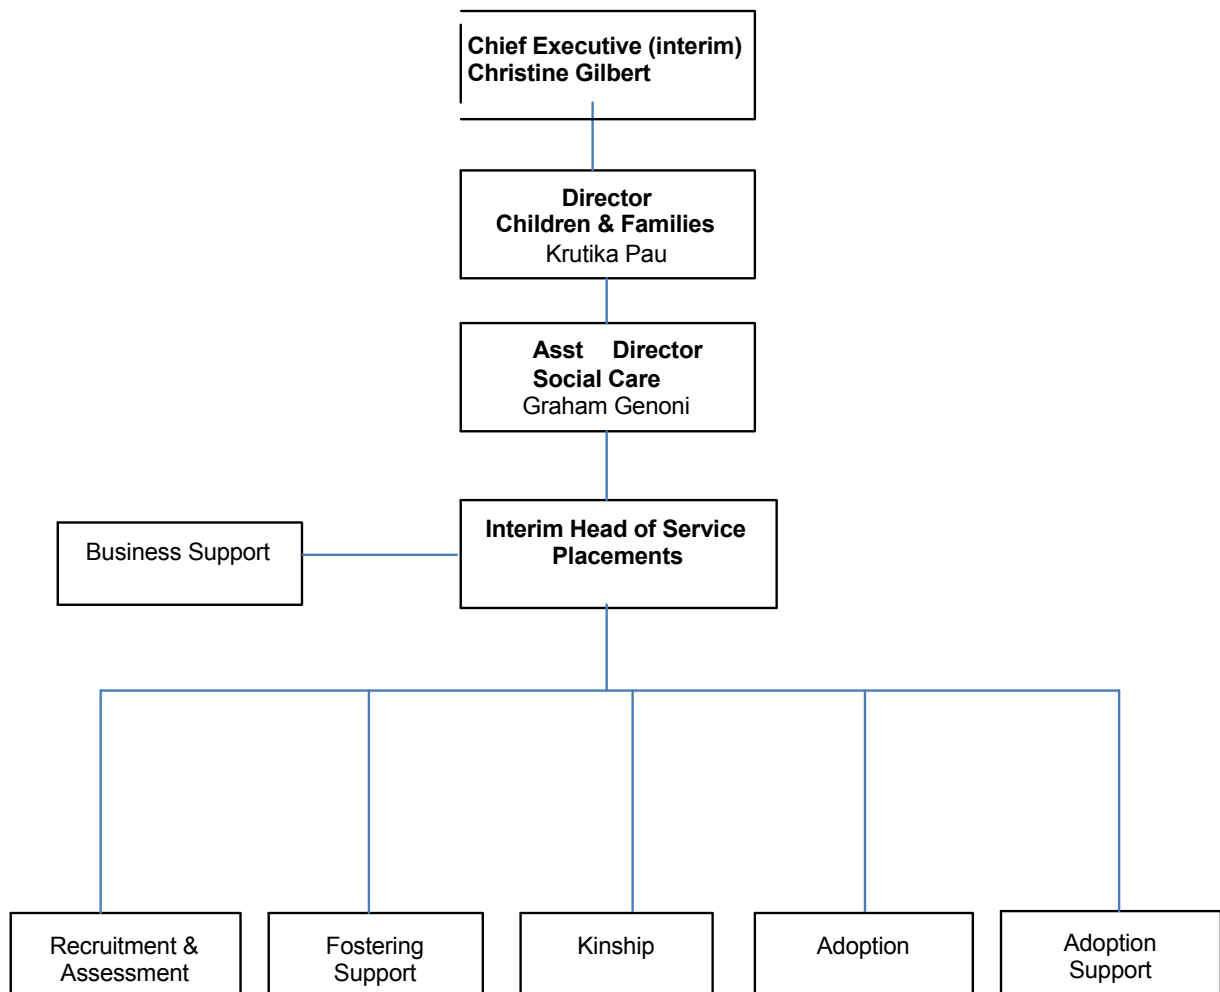 Chief Executive (interim)
Christine Gilbert
Director
Children & Families
Krutika Pau
Asst Director
Social Care
Graham Genoni
Interim Head of Service
Placements
Business Support
Recruitment &
Assessment
Fostering
Support
Kinship
Adoption
Adoption
Support